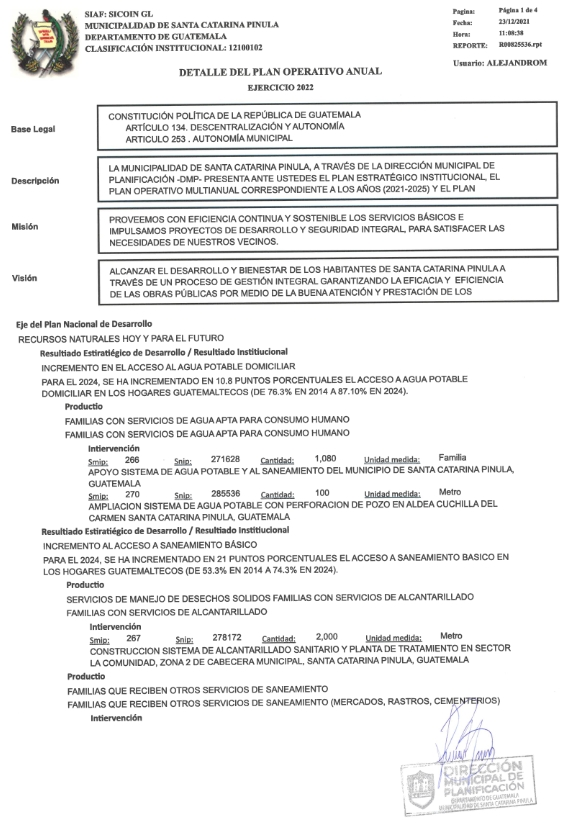 SIAF: SICOIN GL
MUNICIPALIDAD DE SANTA CATARINA PINULA
DEPARTAMENTO DE GUATEMALA
CLASIFICACIÓN INSTITUCIONAL: 12100102
Pagina: Página 1 de 4
Fecha: 23/12/2021
Hora: 11:08:38
REPORTE: R00825536.rpt
Usuario: ALEJANDROM
DETALLE DEL PLAN OPERATIVO ANUAL
EJERCICIO 2022
Base Legal
CONSTITUCIÓN POLÍTICA DE LA REPÚBLICA DE GUATEMALA
ARTÍCULO 134. DESCENTRALIZACIÓN Y AUTONOMÍA
ARTICULO 253 . AUTONOMÍA MUNICIPAL
Descripción
LA MUNICIPALIDAD DE SANTA CATARINA PINULA, A TRAVÉS DE LA DIRECCIÓN MUNICIPAL DE
PLANIFICACIÓN -DMP- PRESENTA ANTE USTEDES EL PLAN ESTRATÉGICO INSTITUCIONAL, EL
PLAN OPERATIVO MULTIANUAL CORRESPONDIENTE A LOS AÑOS (2021-2025) Y EL PLAN
Misión
PROVEEMOS CON EFICIENCIA CONTINUA Y SOSTENIBLE LOS SERVICIOS BÁSICOS E
IMPULSAMOS PROYECTOS DE DESARROLLO Y SEGURIDAD INTEGRAL, PARA SATISFACER LAS
NECESIDADES DE NUESTROS VECINOS.
Visión
ALCANZAR EL DESARROLLO Y BIENESTAR DE LOS HABITANTES DE SANTA CATARINA PINULA A
TRAVÉS DE UN PROCESO DE GESTIÓN INTEGRAL GARANTIZANDO LA EFICACIA Y EFICIENCIA
DE LAS OBRAS PÚBLICAS POR MEDIO DE LA BUENA ATENCIÓN Y PRESTACIÓN DE LOS
Eje del Plan Nacional de Desarrollo
RECURSOS NATURALES HOY Y PARA EL FUTURO
Resultado Estiratiégico de Desarrollo / Resultado Institiucional
INCREMENTO EN EL ACCESO AL AGUA POTABLE DOMICILIAR
PARA EL 2024, SE HA INCREMENTADO EN 10.8 PUNTOS PORCENTUALES EL ACCESO A AGUA POTABLE
DOMICILIAR EN LOS HOGARES GUATEMALTECOS (DE 76.3% EN 2014 A 87.10% EN 2024).
Productio
FAMILIAS CON SERVICIOS DE AGUA APTA PARA CONSUMO HUMANO
FAMILIAS CON SERVICIOS DE AGUA APTA PARA CONSUMO HUMANO
Intiervención
Smip: 266 Snip: 271628 Cantidad: 1,080 Unidad medida: Familia
APOYO SISTEMA DE AGUA POTABLE Y AL SANEAMIENTO DEL MUNICIPIO DE SANTA CATARINA PINULA,
GUATEMALA
Smip: 270 Snip: 285536 Cantidad: 100 Unidad medida: Metro
AMPLIACION SISTEMA DE AGUA POTABLE CON PERFORACION DE POZO EN ALDEA CUCHILLA DEL
CARMEN SANTA CATARINA PINULA, GUATEMALA
Resultado Estiratiégico de Desarrollo / Resultado Institiucional
INCREMENTO AL ACCESO A SANEAMIENTO BÁSICO
PARA EL 2024, SE HA INCREMENTADO EN 21 PUNTOS PORCENTUALES EL ACCESO A SANEAMIENTO BASICO EN
LOS HOGARES GUATEMALTECOS (DE 53.3% EN 2014 A 74.3% EN 2024).
Productio
SERVICIOS DE MANEJO DE DESECHOS SOLIDOS FAMILIAS CON SERVICIOS DE ALCANTARILLADO
FAMILIAS CON SERVICIOS DE ALCANTARILLADO
Intiervención
Smip: 267 Snip: 278172 Cantidad: 2,000 Unidad medida: Metro
CONSTRUCCION SISTEMA DE ALCANTARILLADO SANITARIO Y PLANTA DE TRATAMIENTO EN SECTOR
LA COMUNIDAD, ZONA 2 DE CABECERA MUNICIPAL, SANTA CATARINA PINULA, GUATEMALA
Productio
FAMILIAS QUE RECIBEN OTROS SERVICIOS DE SANEAMIENTO
FAMILIAS QUE RECIBEN OTROS SERVICIOS DE SANEAMIENTO (MERCADOS, RASTROS, CEMENTERIOS)
Intiervención
DIRECCIÓN
MUNICIPAL DE
PLANIFICACIÓN
DEPARTAMENTO DE GUATEMALA
MUNICIPALIDAD DE SANTA CATARINA PINULA